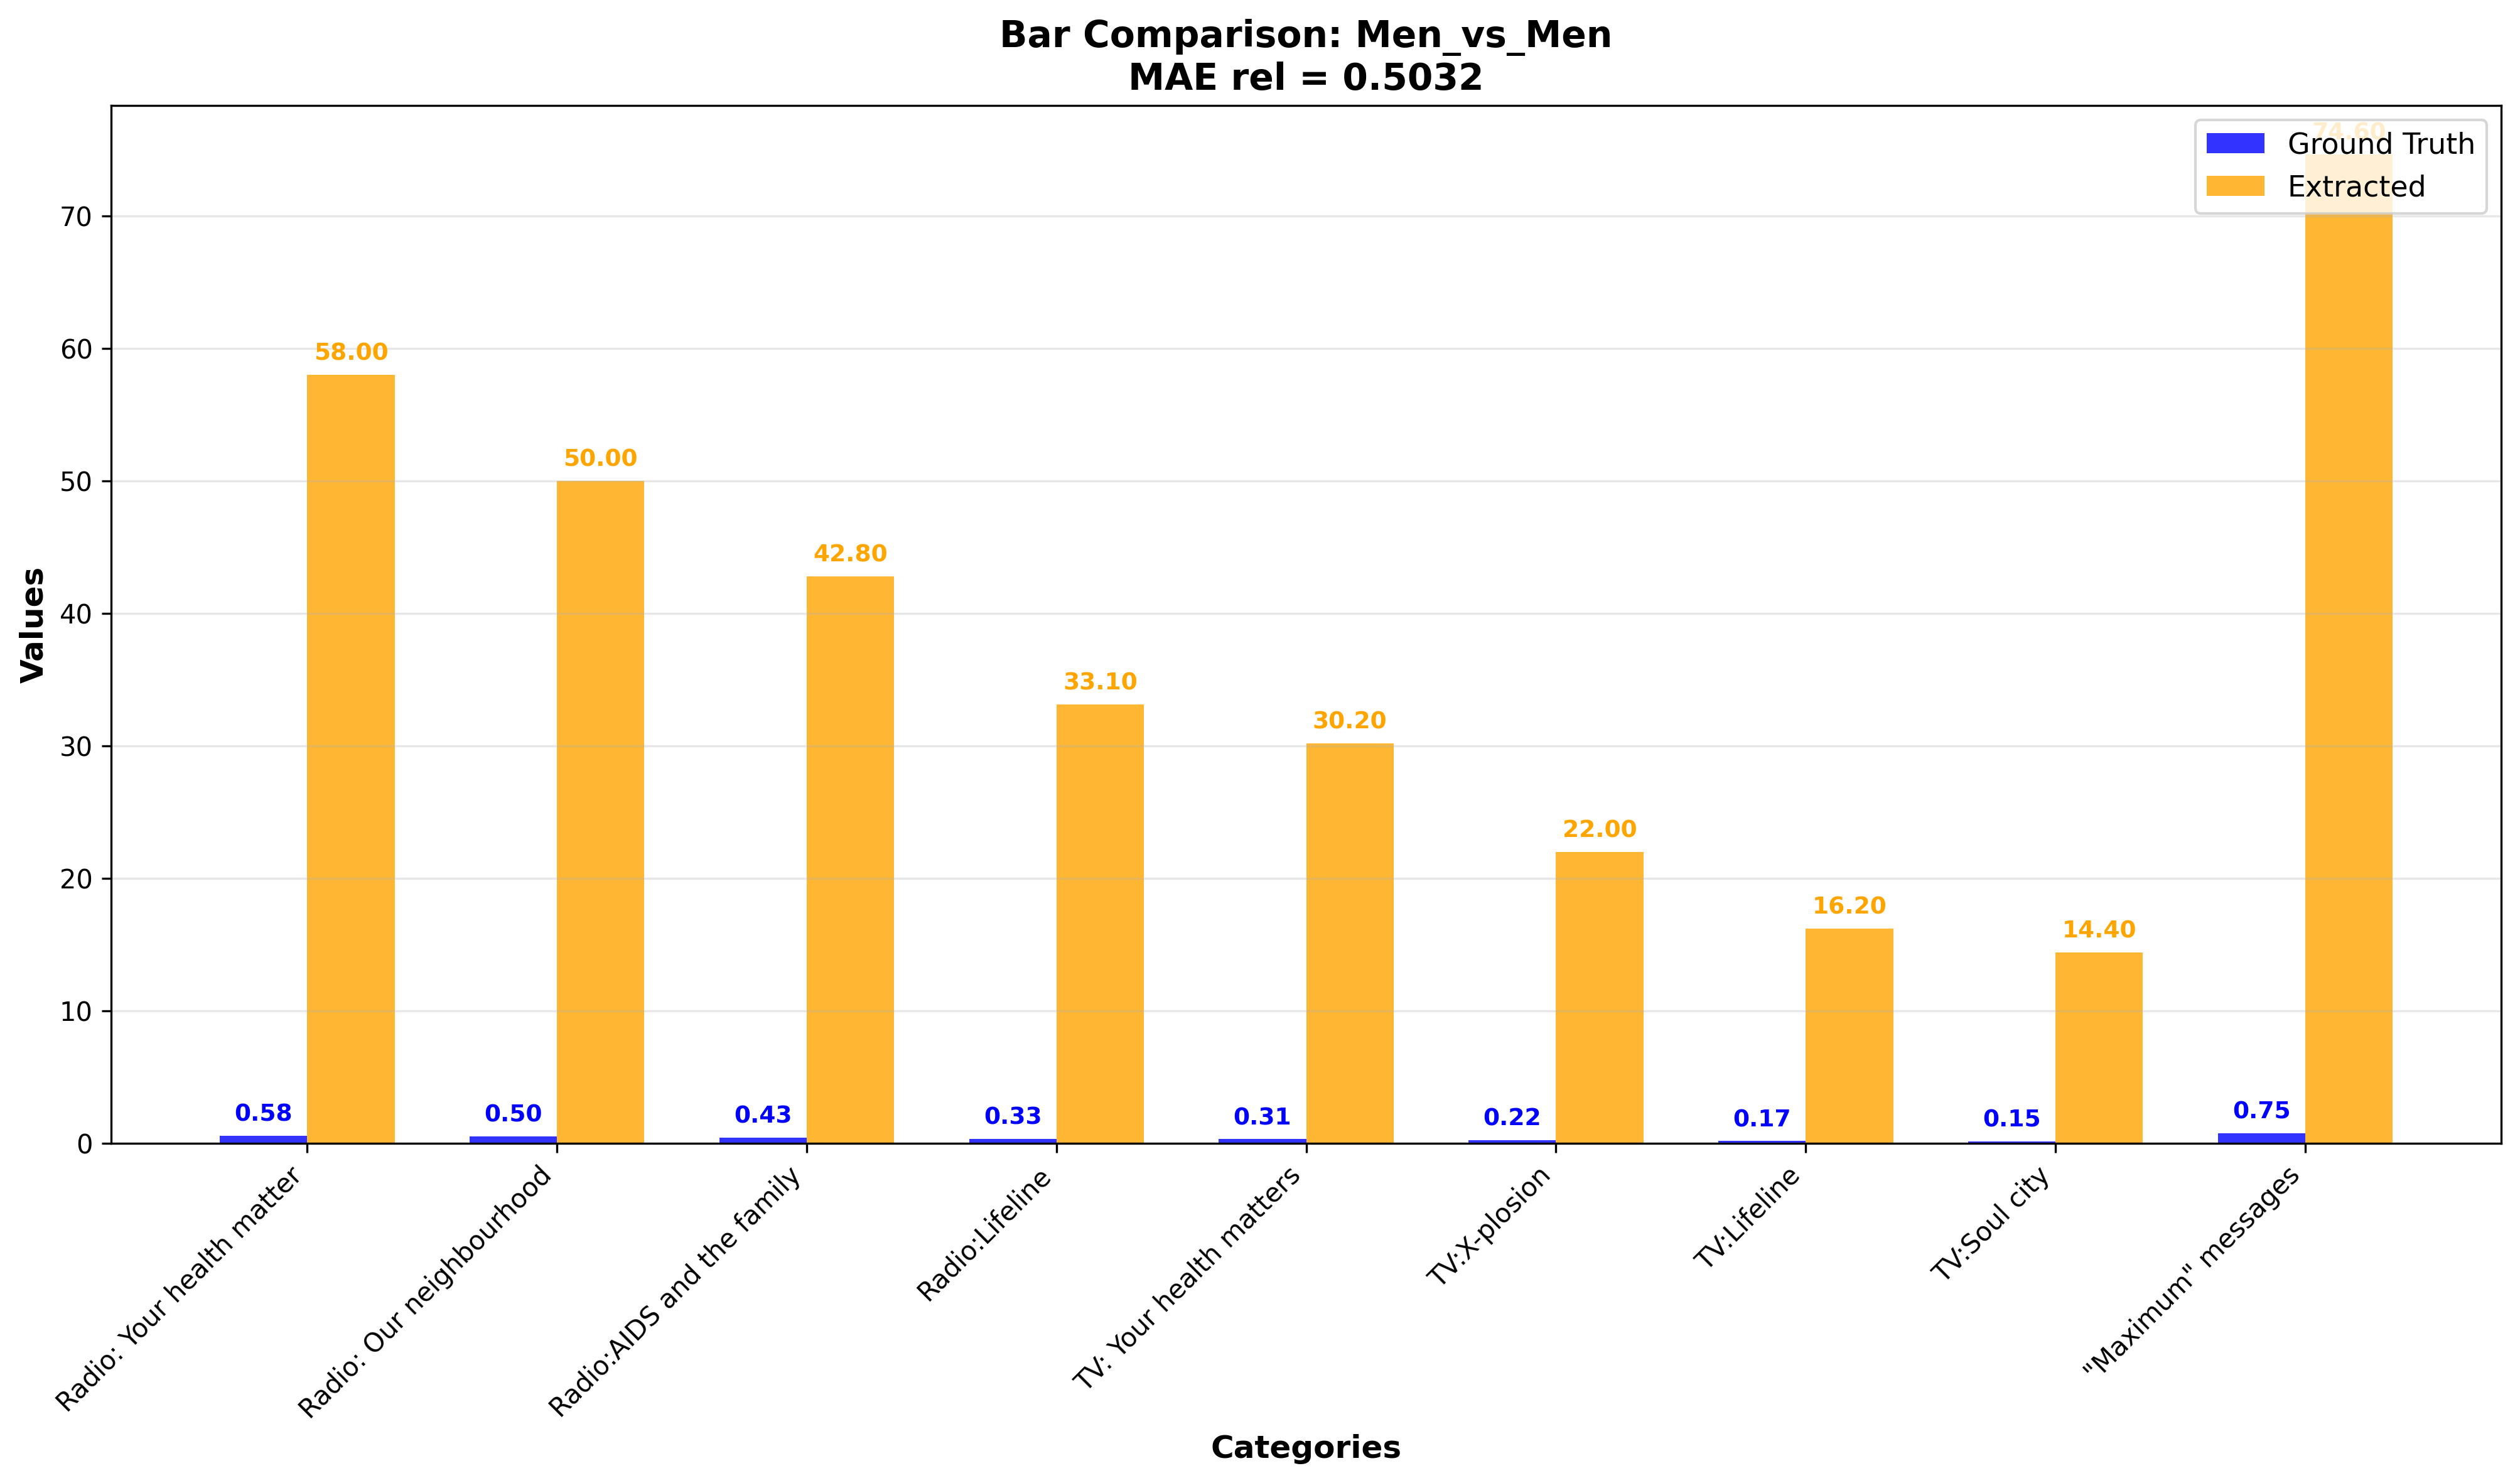 Bar Comparison: Men_vs_Men
MAE rel = 0.5032
74.60
Ground Truth
Extracted
70
60
50
40
30
20
10
0
Values
58.00
50.00
42.80
33.10
30.20
22.00
16.20
14.40
0.58
0.50
0.43
0.33
0.31
0.22
0.17
0.15
0.75
Radio: Your health matter
Radio: Our neighbourhood
Radio:AIDS and the family
Radio:Lifeline
TV: Your health matters
TV:X-plosion
TV:Lifeline
TV:Soul city
"Maximum" messages
Categories